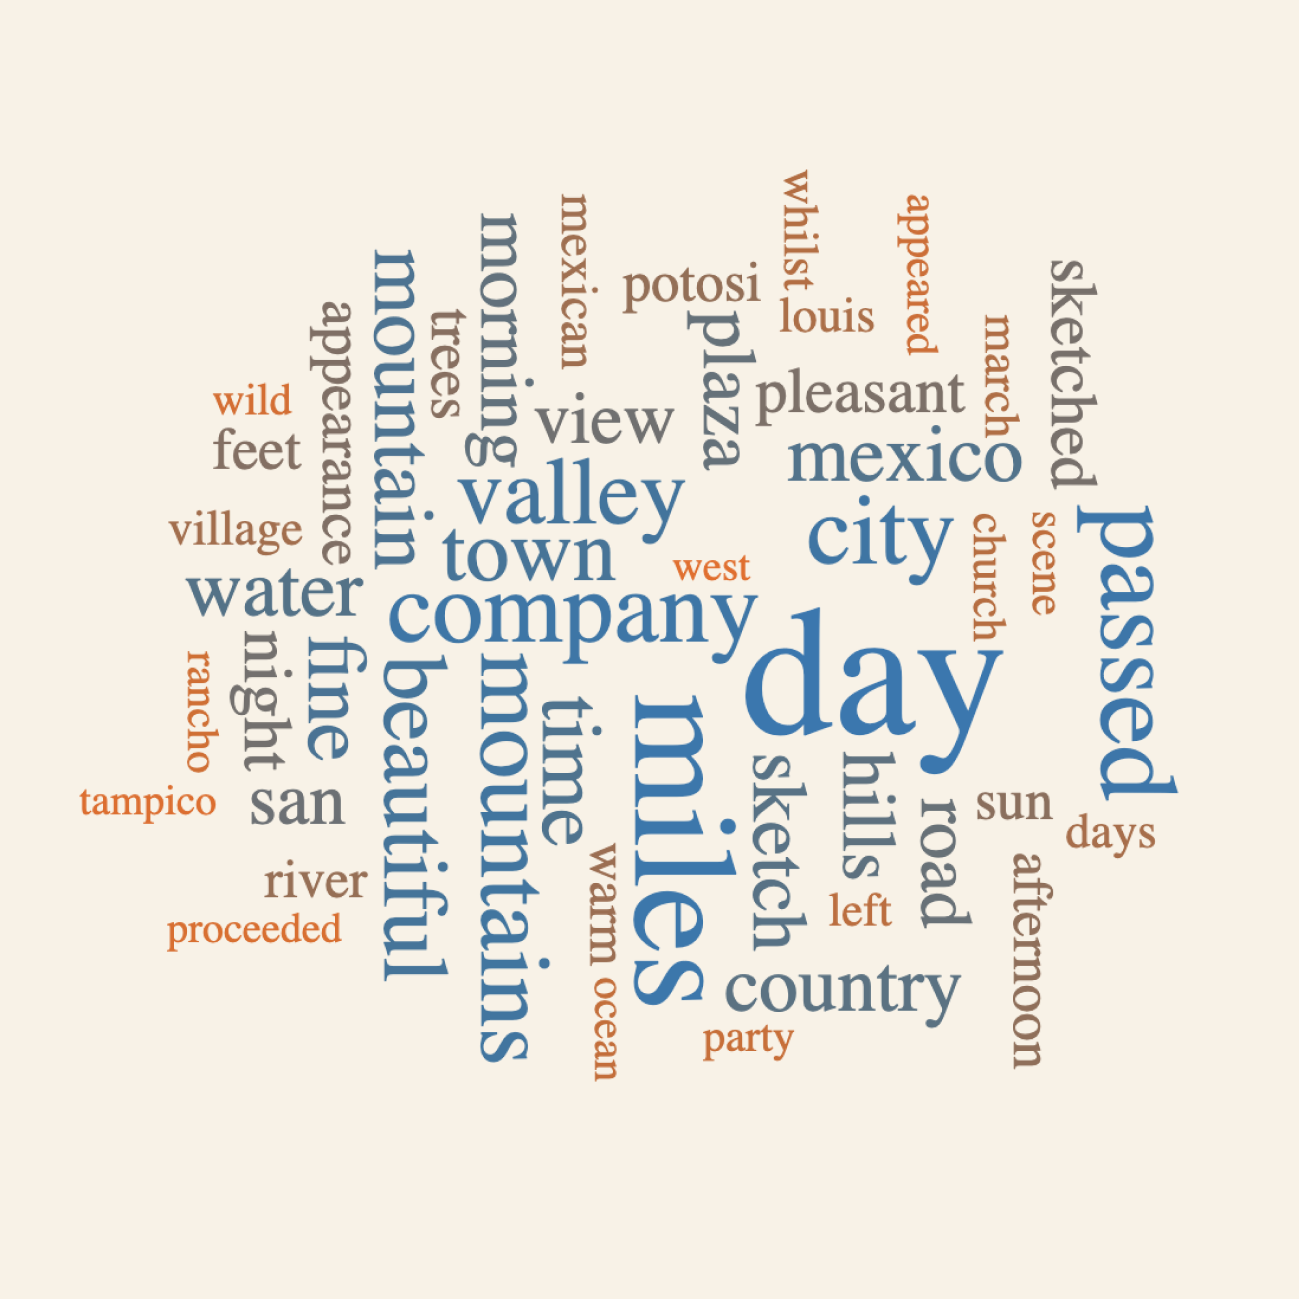 whilst
mexican
appeared
morning
mountain
potosi
sketched
appearance
trees
plaza
louis
march
wild
pleasant
view
feet
mexico
valley
city
passed
village
church
scene
town
west
water
company
day
night
fine
rancho
beautiful
mountains
time
miles
sketch
hills
tampico
san
road
sun
days
warm
afternoon
river
left
proceeded
ocean
country
party